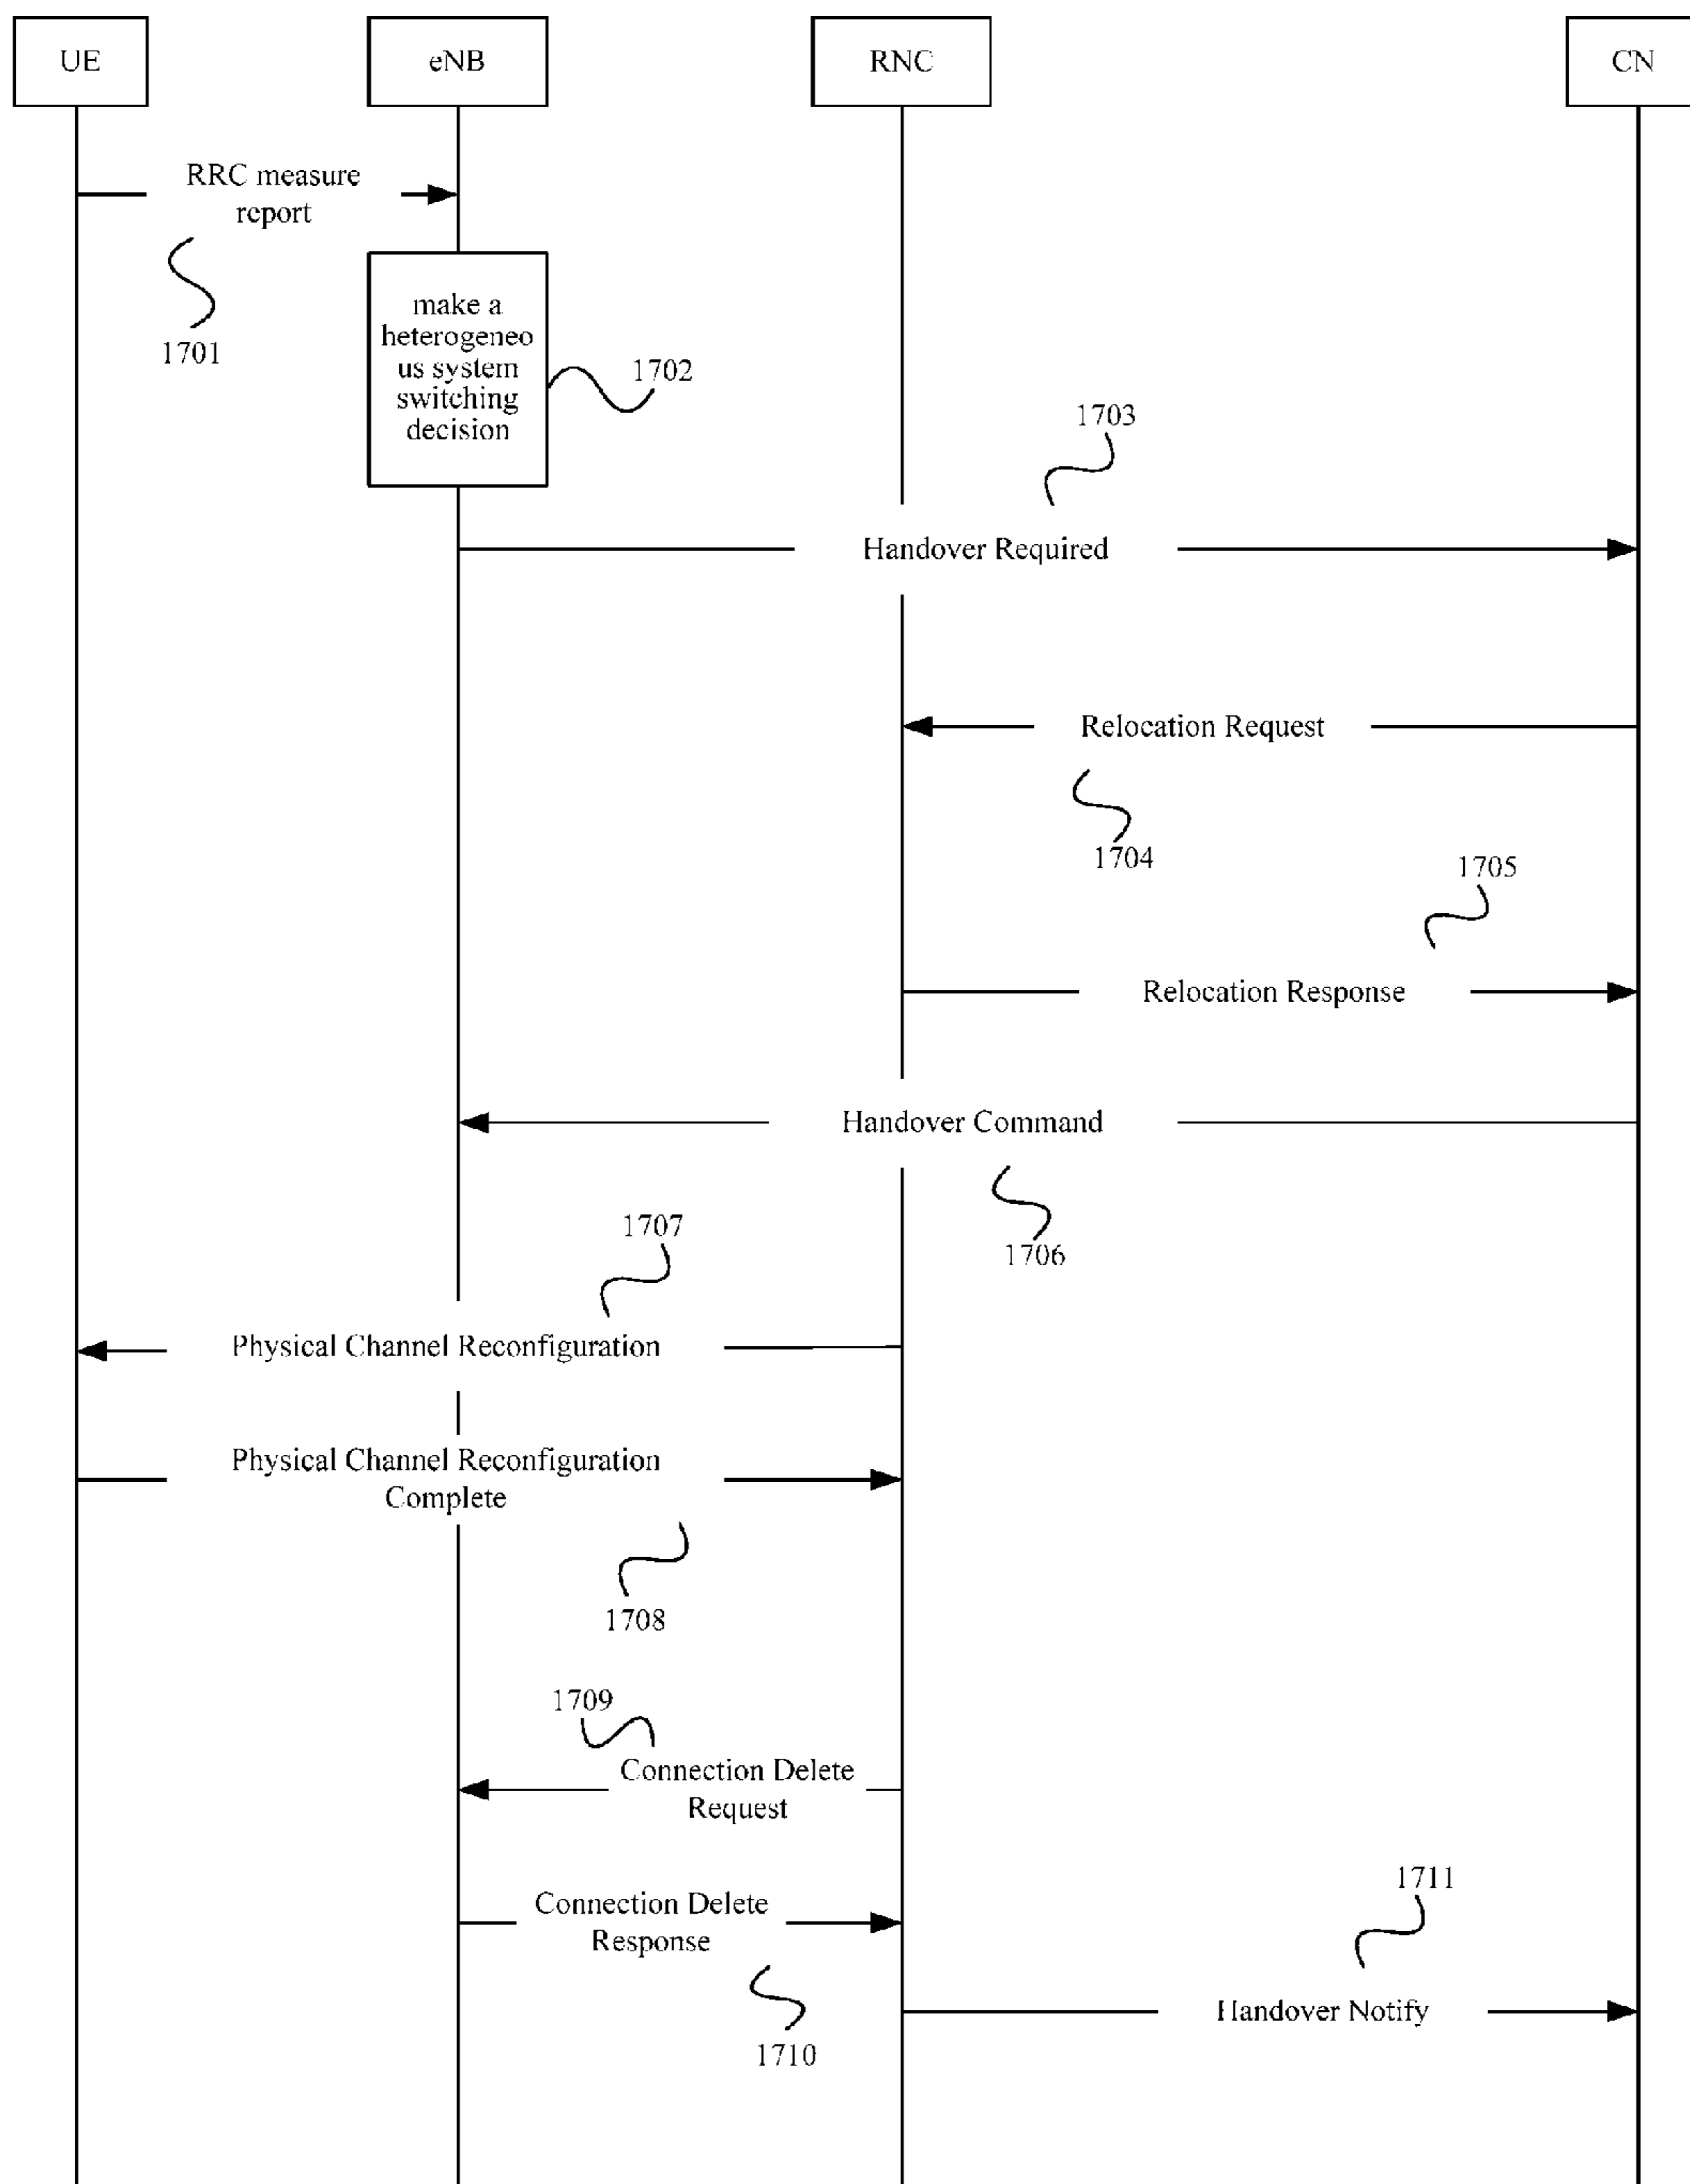 UE
eNB
RNC
CN
RRC measure
report
1701
make a
heterogeneo
us system
switching
decision
1702
1703
Handover Required
Relocation Request
1704
1705
Relocation Response
Handover Command
1706
1707
Physical Channel Reconfiguration
Physical Channel Reconfiguration
Complete
1708
1709
Connection Delete
Request
Connection Delete
Response
1710
1711
Handover Notify